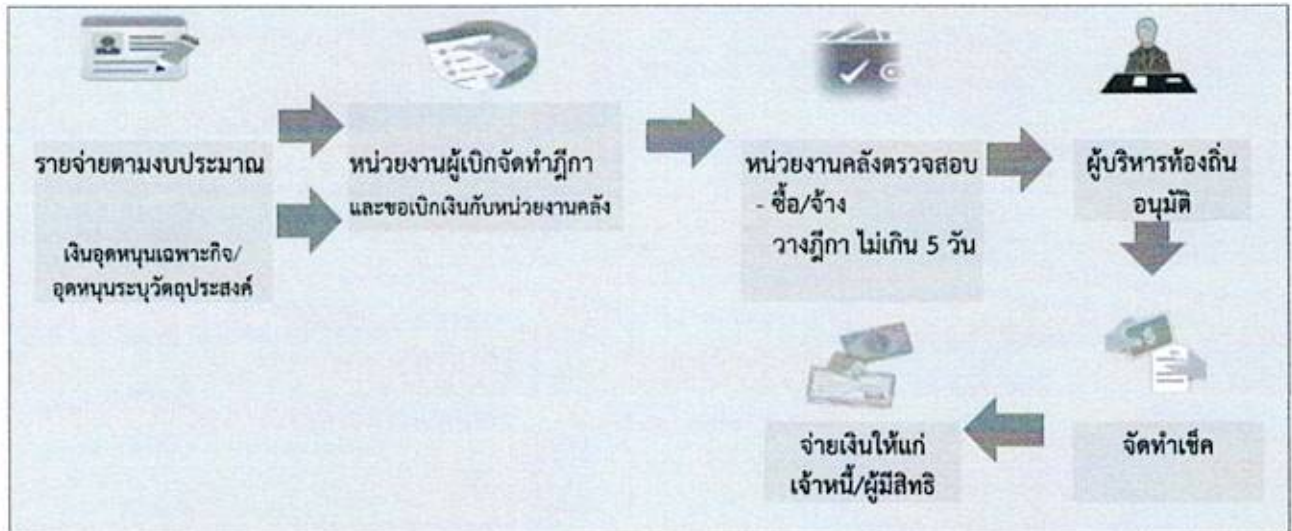 รายจ่ายตามงบประมาณ
เงินอุดหนุนเฉพาะกิจ/
อุดหนุนระบุวัตถุประสงค์
หน่วยงานผู้เบิกจัดทำฎีกา
และขอเบิกเงินกับหน่วยงานคลัง
หน่วยงานคลังตรวจสอบ
- ซื้อ/จ้าง
วางฎีกา ไม่เกิน 5 วัน
ผู้บริหารท้องถิ่น
อนุมัติ
จัดทำเช็ค
จ่ายเงินให้แก่
เจ้าหนี้/ผู้มีสิทธิ